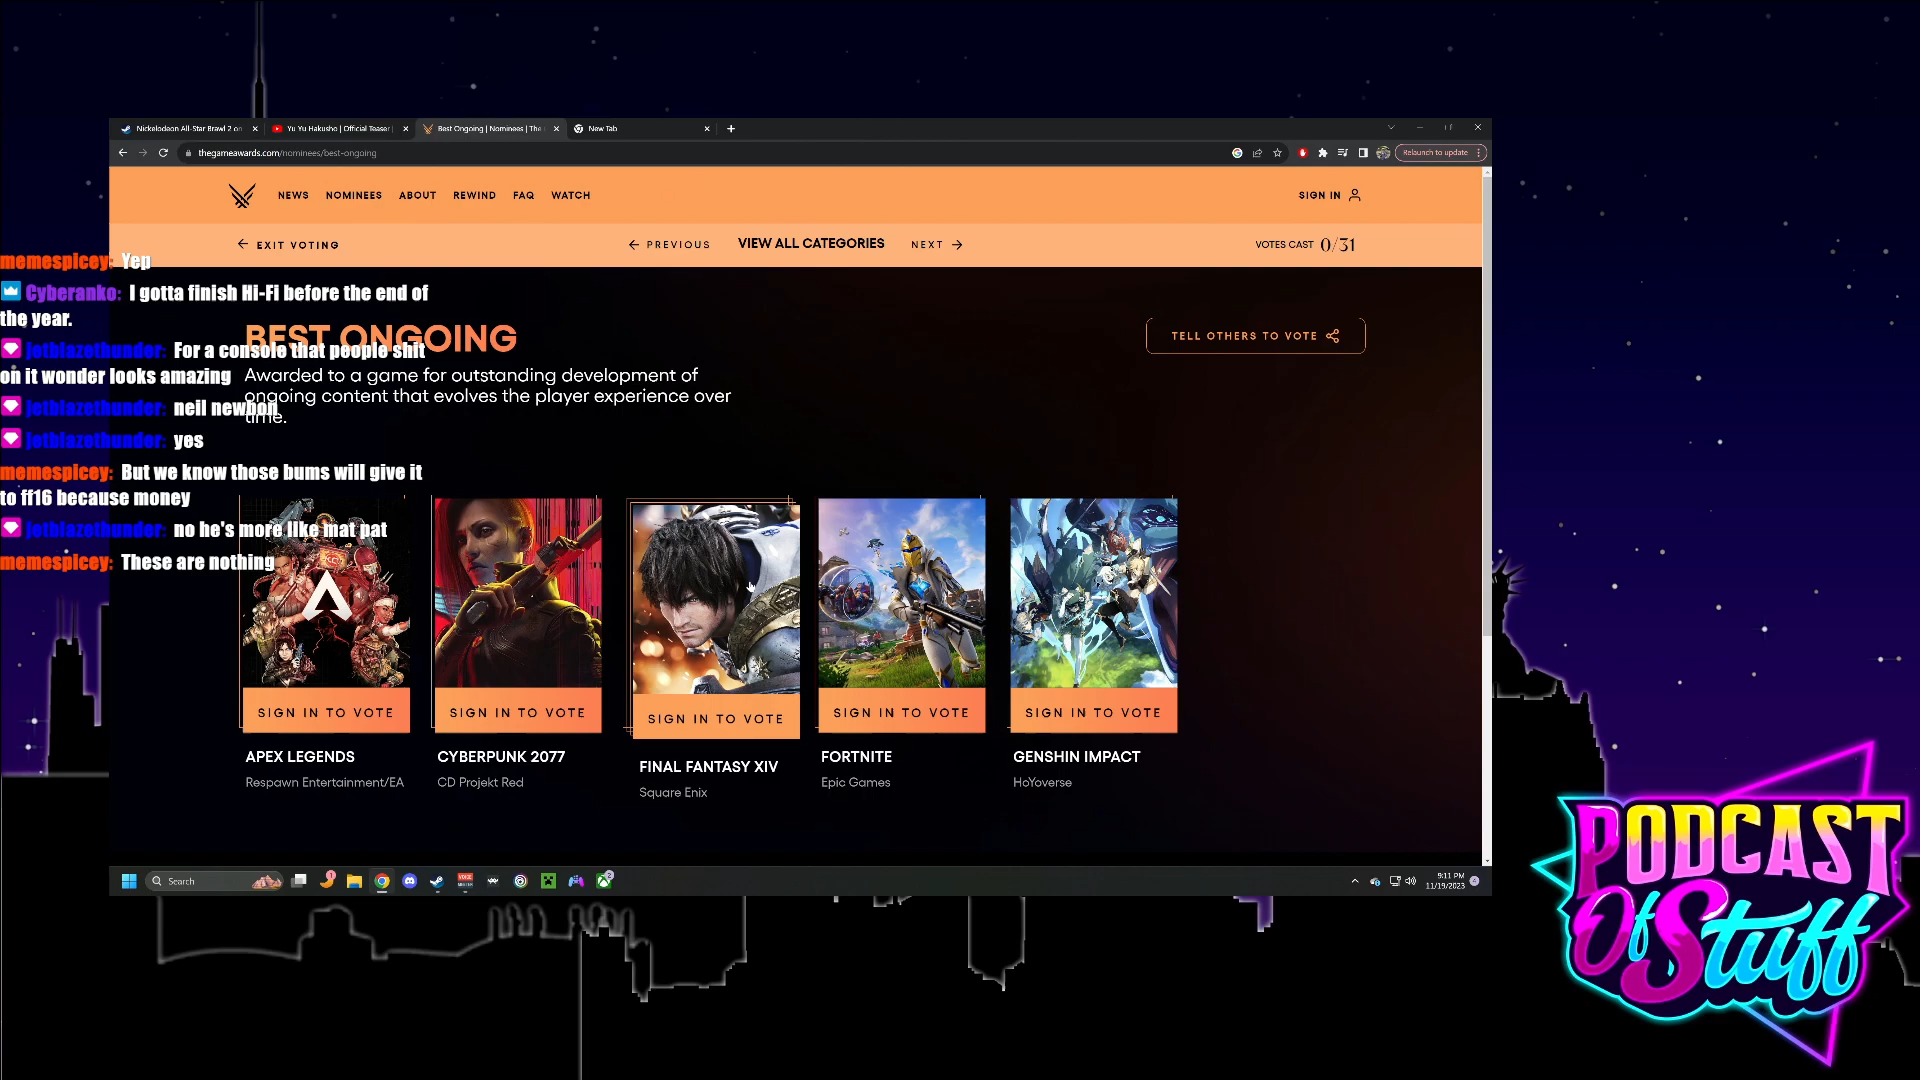 Nickelodeon All-Star Brawl 2 on
Yu Yu Hakusho | Official Teaser |
Best Ongoing | Nominees | The
New Tab
thegameawards.com/nominees/best-ongoing
Relaunch to update
NEWS
NOMINEES
ABOUT
REWIND
FAQ
WATCH
SIGN IN
EXIT VOTING
PREVIOUS
VIEW ALL CATEGORIES
NEXT
VOTES CAST 0/31
memespicey: Yep
Cyberanko: I gotta finish Hi-Fi before the end of
the year.
jetblazethunder: For a console that people shit
on it wonder looks amazing
jetblazethunder: neil newbon
jetblazethunder: yes
memespicey: But we know those bums will give it
to ff16 because money
jetblazethunder: no he's more like mat pat
memespicey: These are nothing
BEST ONGOING
TELL OTHERS TO VOTE
Awarded to a game for outstanding development of
ongoing content that evolves the player experience over
time.
SIGN IN TO VOTE
SIGN IN TO VOTE
SIGN IN TO VOTE
SIGN IN TO VOTE
SIGN IN TO VOTE
APEX LEGENDS
Respawn Entertainment/EA
CYBERPUNK 2077
CD Projekt Red
FINAL FANTASY XIV
Square Enix
FORTNITE
Epic Games
GENSHIN IMPACT
HoYoverse
Search
9:11 PM
11/19/2023
PODCAST
Of Stuff